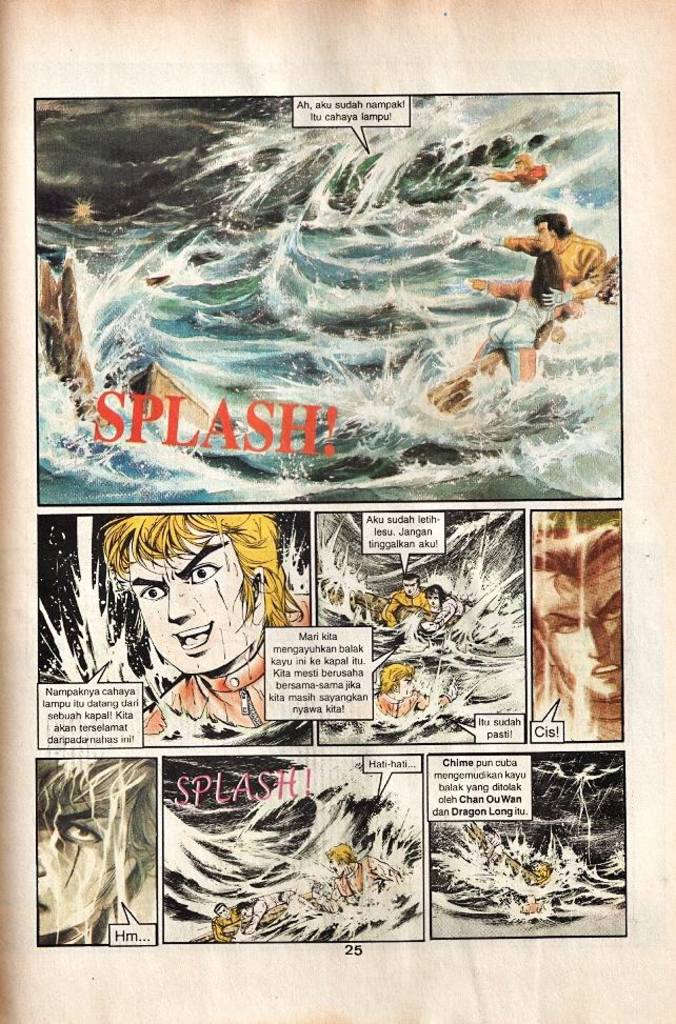 Ah, aku sudah nampak!
Itu cahaya lampu!
SPLASH!
Nampaknya cahaya
lampu itu datang dari
sebuah kapal! Kita
akan terselamat
daripada nahas ini!
Aku sudah letih-
lesu. Jangan
tinggalkan aku!
Mari kita
mengayuhkan balak
kayu ini ke kapal itu.
Kita mesti berusaha
bersama-sama jika
kita masih sayangkan
nyawa kita!
Itu sudah
pasti!
Cis!
Hm...
SPLASH!
Hati-hati...
Chime pun cuba
mengemudikan kayu
balak yang ditolak
oleh Chan Ou Wan
dan Dragon Long itu.
25